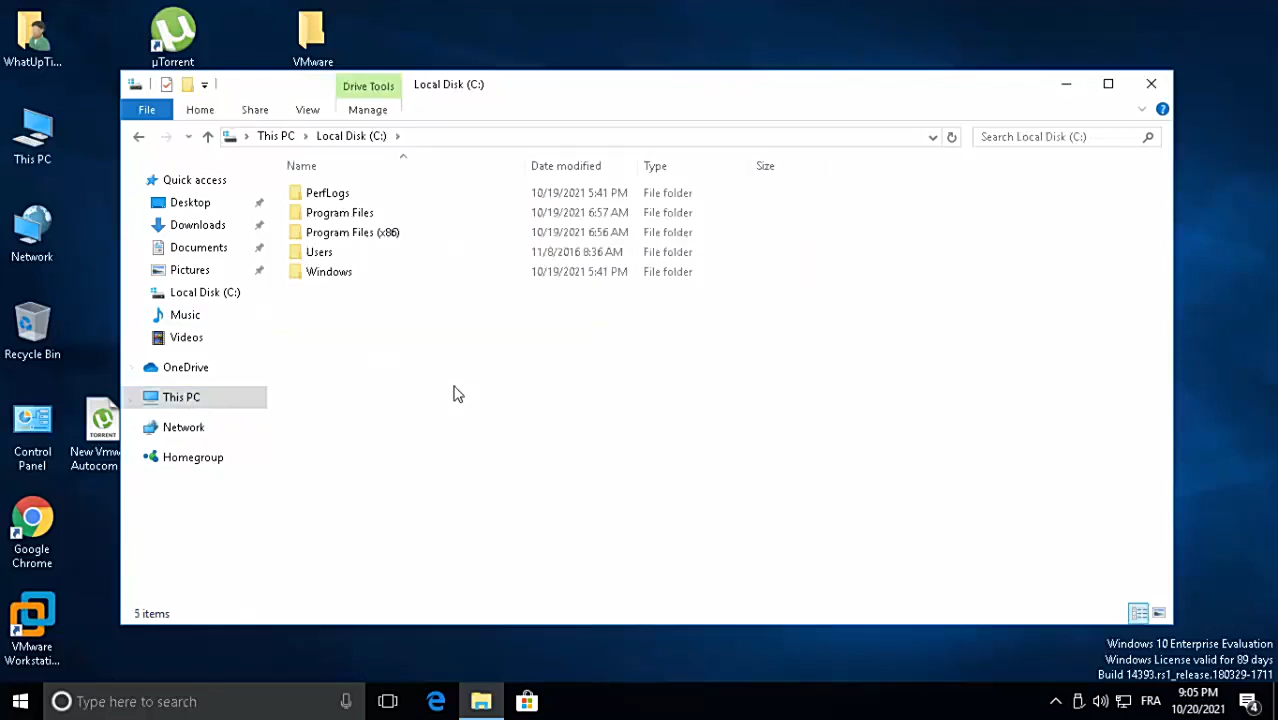 WhatUpTi...
µTorrent
VMware
This PC
Network
Recycle Bin
Control
Panel
New Vmw
Autocom
TORRENT
Google
Chrome
VMware
Workstati...
Drive Tools
Local Disk (C:)
File
Home
Share
View
Manage
This PC
Local Disk (C:)
Search Local Disk (C:)
Quick access
Desktop
Downloads
Documents
Pictures
Local Disk (C:)
Music
Videos
OneDrive
This PC
Network
Homegroup
Name Date modified Type Size
PerfLogs 10/19/2021 5:41 PM File folder
Program Files 10/19/2021 6:57 AM File folder
Program Files (x86) 10/19/2021 6:56 AM File folder
Users 11/8/2016 8:36 AM File folder
Windows 10/19/2021 5:41 PM File folder
5 items
Windows 10 Enterprise Evaluation
Windows License valid for 89 days
Build 14393.rs1_release.180329-1711
Type here to search
FRA
9:05 PM
10/20/2021
4